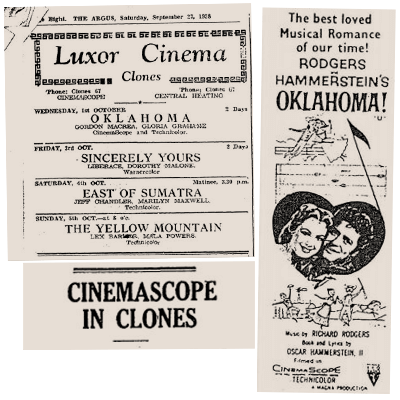 Eight. THE ARGUS, Saturday, September 27, 1958
Luxor Cinema
Clones
'Phone: Clones 67
'Phone: Clones 67
CINEMASCOPE
CENTRAL HEATING
WEDNESDAY, 1st OCTOBER
2 Days
OKLAHOMA
GORDON MACREA, GLORIA GRAHAME
CinemaScope and Technicolor.
FRIDAY, 3rd OCT.
2 Days
SINCERELY YOURS
LIBERACE, DOROTHY MALONE.
Warnercolor
SATURDAY, 4th OCT.
Matinee, 3.30 p.m.
EAST OF SUMATRA
JEFF CHANDLER, MARILYN MAXWELL.
Technicolor.
SUNDAY, 5th OCT.—at 8 o'c.
THE YELLOW MOUNTAIN
LEX BARKER, MALA POWERS.
Technicolor.
CINEMASCOPE
IN CLONES
The best loved
Musical Romance
of our time!
RODGERS
HAMMERSTEIN'S
OKLAHOMA!
"U"
Music by RICHARD RODGERS
Book and Lyrics by
OSCAR HAMMERSTEIN, II
Filmed in
CINEMASCOPE
TECHNICOLOR
A MAGNA PRODUCTION